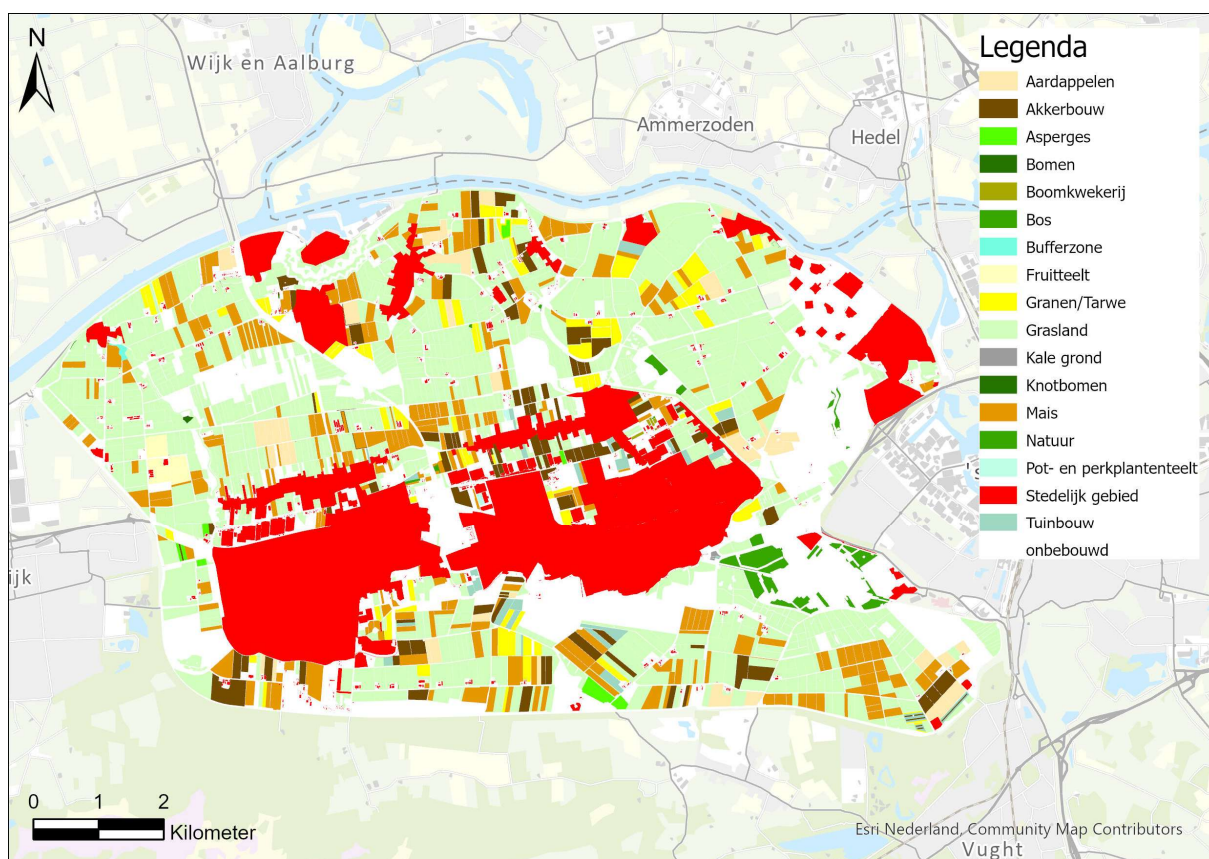 N
Wijk en Aalburg
Ammerzoden
Hedel
Legenda
Aardappelen
Akkerbouw
Asperges
Bomen
Boomkwekerij
Bos
Bufferzone
Fruitteelt
Granen/Tarwe
Grasland
Kale grond
Knotbomen
Mais
Natuur
Pot- en perkplantenteelt
Stedelijk gebied
Tuinbouw
onbebouwd
's
ijk
0 1 2
Kilometer
Esri Nederland, Community Map Contributors
Vught